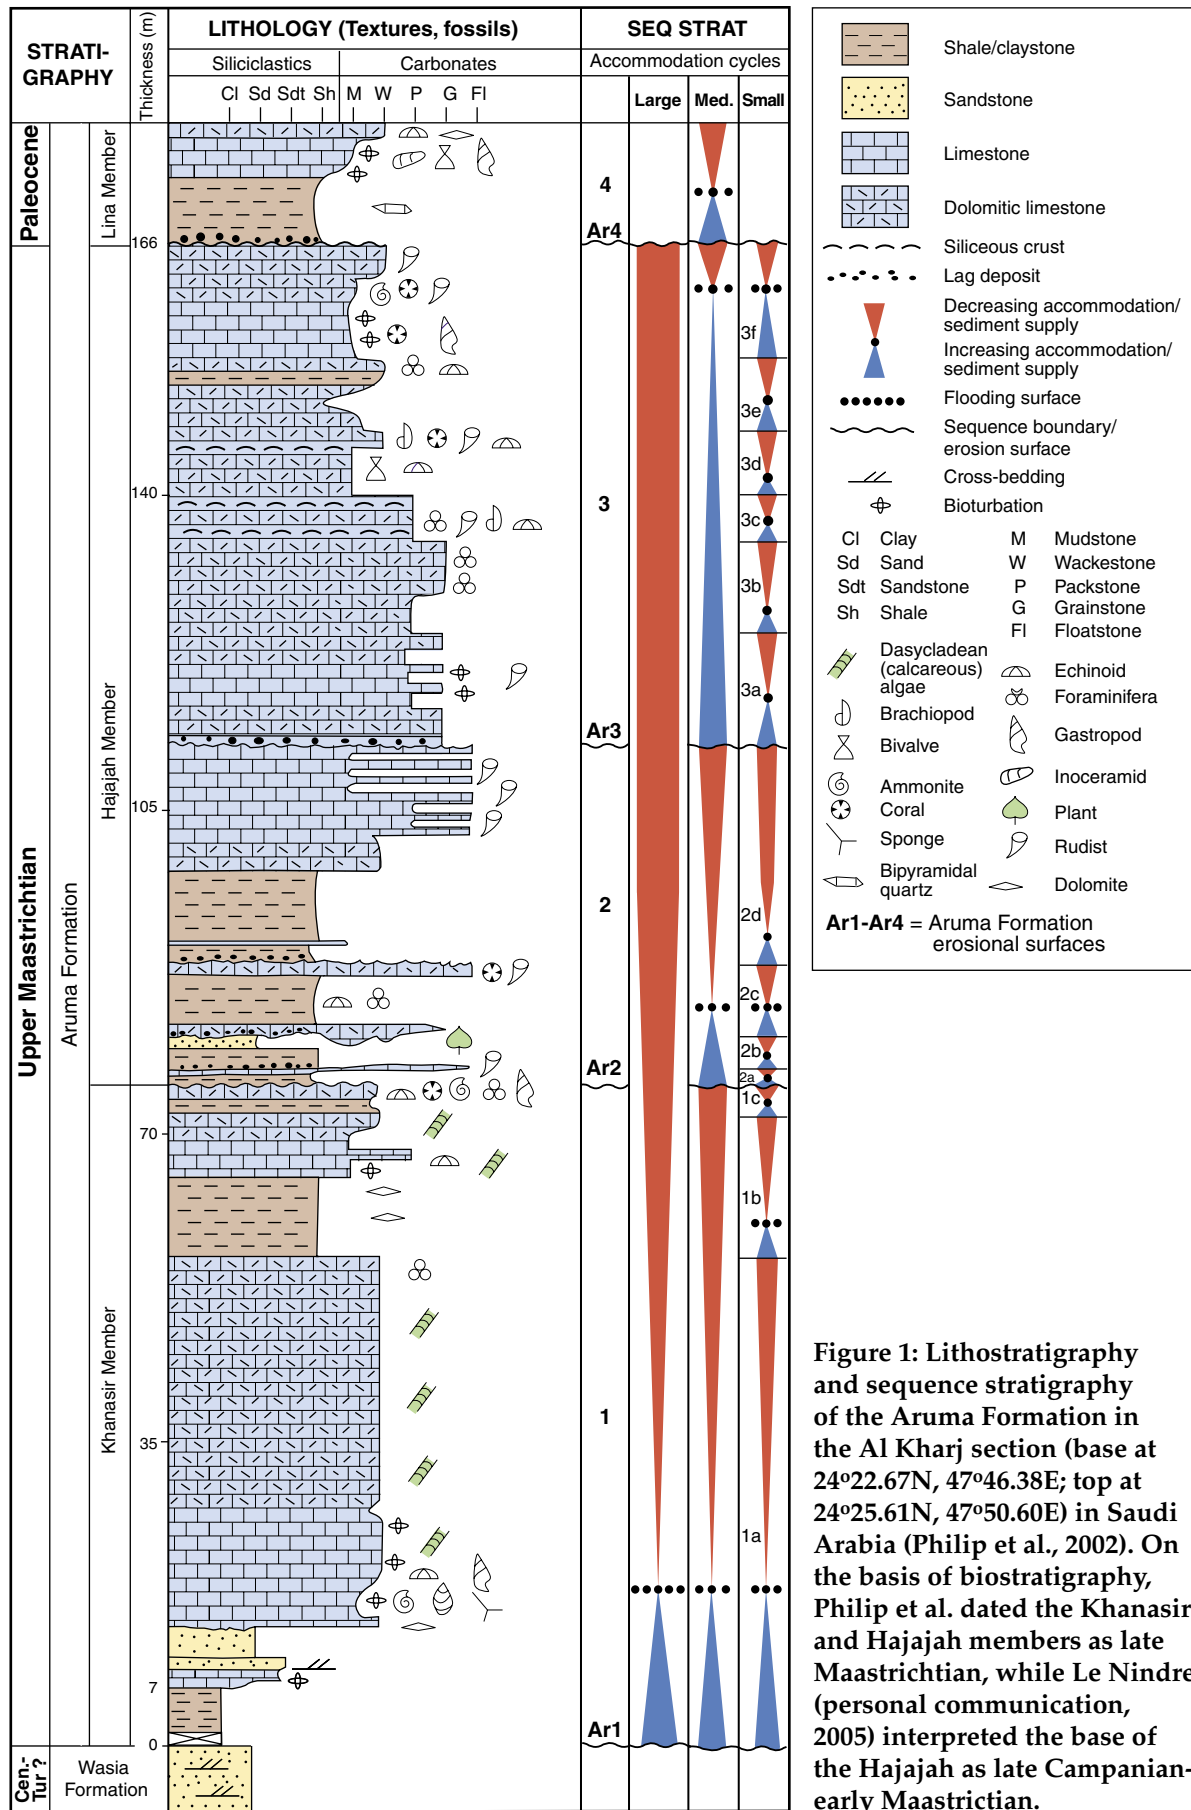 STRATI-
GRAPHY
Thickness (m)
LITHOLOGY (Textures, fossils)
Siliciclastics
Carbonates
Cl Sd Sdt Sh M W P G Fl
SEQ STRAT
Accommodation cycles
Large Med. Small
Paleocene
Lina Member
4
Ar4
166
Upper Maastrichtian
Aruma Formation
Hajajah Member
3f
3e
3d
140
3
3c
3b
3a
Ar3
105
2
2d
2c
2b
Ar2
2a
1c
Khanasir Member
70
1b
35
1
1a
7
Ar1
0
Cen.-
Tur ?
Wasia
Formation
Shale/claystone
Sandstone
Limestone
Dolomitic limestone
Siliceous crust
Lag deposit
Decreasing accommodation/
sediment supply
Increasing accommodation/
sediment supply
Flooding surface
Sequence boundary/
erosion surface
Cross-bedding
Bioturbation
Cl Clay
Sd Sand
Sdt Sandstone
Sh Shale
M Mudstone
W Wackestone
P Packstone
G Grainstone
Fl Floatstone
Dasycladean
(calcareous)
algae
Brachiopod
Bivalve
Ammonite
Coral
Sponge
Bipyramidal
quartz
Echinoid
Foraminifera
Gastropod
Inoceramid
Plant
Rudist
Dolomite
Ar1-Ar4 = Aruma Formation
erosional surfaces
Figure 1: Lithostratigraphy
and sequence stratigraphy
of the Aruma Formation in
the Al Kharj section (base at
24º22.67N, 47º46.38E; top at
24º25.61N, 47º50.60E) in Saudi
Arabia (Philip et al., 2002). On
the basis of biostratigraphy,
Philip et al. dated the Khanasir
and Hajajah members as late
Maastrichtian, while Le Nindre
(personal communication,
2005) interpreted the base of
the Hajajah as late Campanian-
early Maastrictian.